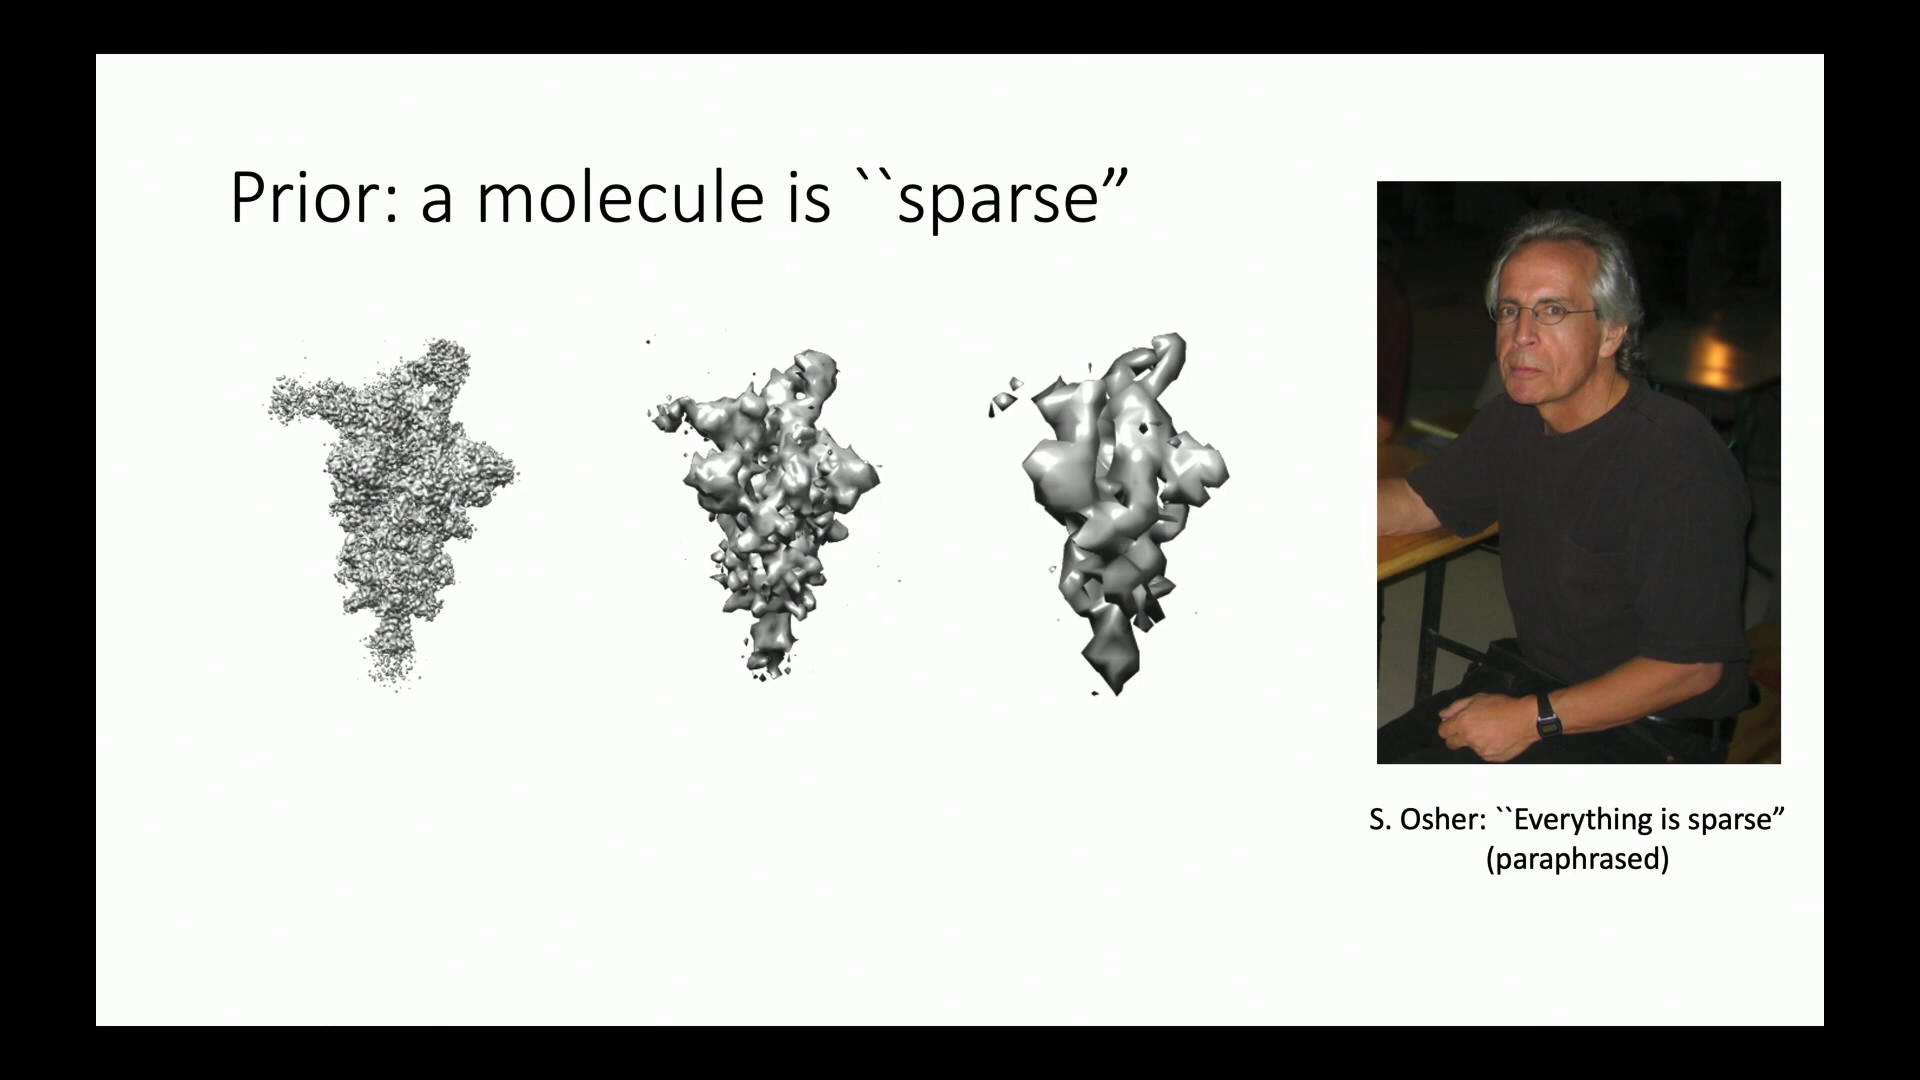 Prior: a molecule is ``sparse”
S. Osher: ``Everything is sparse”
(paraphrased)